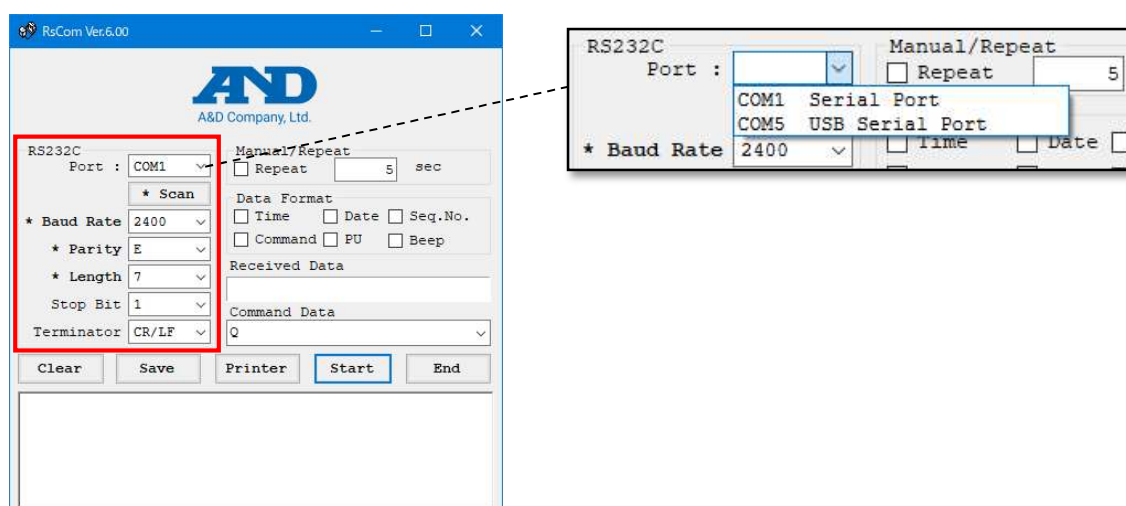 RsCom Ver.6.00
AND
A&D Company, Ltd.
RS232C
Port : COM1
* Scan
* Baud Rate 2400
* Parity E
* Length 7
Stop Bit 1
Terminator CR/LF
Manual/Repeat
Repeat 5 sec
Data Format
Time Date Seq.No.
Command PU Beep
Received Data
Command Data
Q
Clear Save Printer Start End
RS232C
Port :
COM1 Serial Port
COM5 USB Serial Port
* Baud Rate 2400
Manual/Repeat
Repeat 5
Time Date